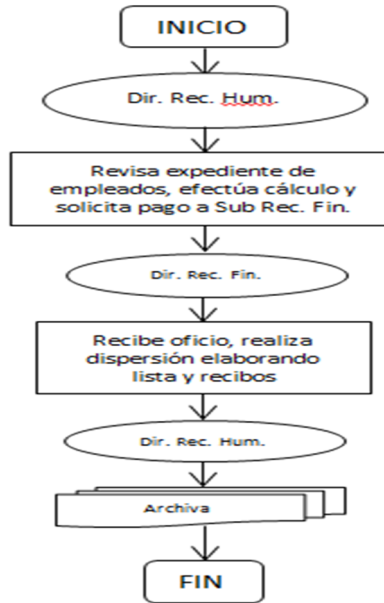 INICIO
Dir. Rec. Hum.
Revisa expediente de
empleados, efectúa cálculo y
solicita pago a Sub Rec. Fin.
Dir. Rec. Fin.
Recibe oficio, realiza
dispersión elaborando
lista y recibos
Dir. Rec. Hum.
Archiva
FIN